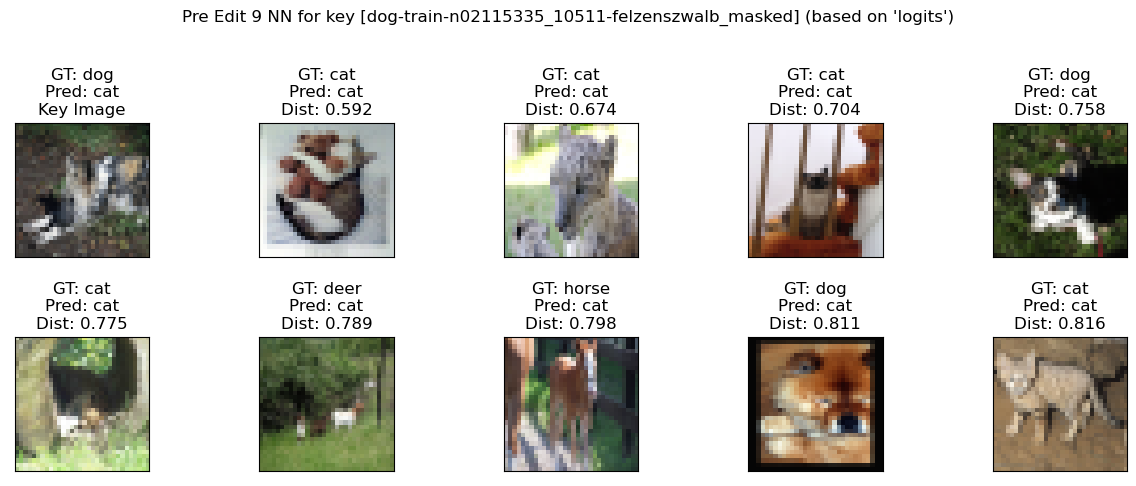 Pre Edit 9 NN for key [dog-train-n02115335_10511-felzenszwalb_masked] (based on 'logits')
GT: dog
Pred: cat
Key Image
GT: cat
Pred: cat
Dist: 0.592
GT: cat
Pred: cat
Dist: 0.674
GT: cat
Pred: cat
Dist: 0.704
GT: dog
Pred: cat
Dist: 0.758
GT: cat
Pred: cat
Dist: 0.775
GT: deer
Pred: cat
Dist: 0.789
GT: horse
Pred: cat
Dist: 0.798
GT: dog
Pred: cat
Dist: 0.811
GT: cat
Pred: cat
Dist: 0.816